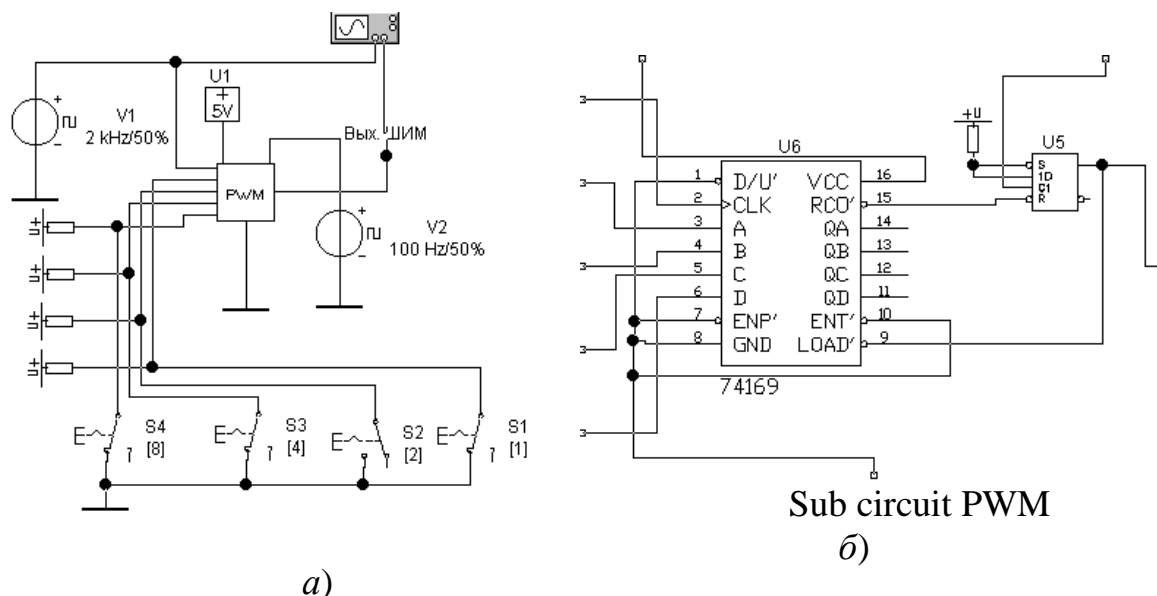 U1
+
5V
V1
2 kHz/50%
Вых. ШИМ
PWM
V2
100 Hz/50%
+
-
+
-
U+
U+
U+
U+
S4
[8]
S3
[4]
S2
[2]
S1
[1]
а)
+U
U5
S
1D
C1
R
U6
1 D/U' VCC 16
2 CLK RCO' 15
3 A QA 14
4 B QB 13
5 C QC 12
6 D QD 11
7 ENP' ENT' 10
8 GND LOAD' 9
74169
Sub circuit PWM
б)